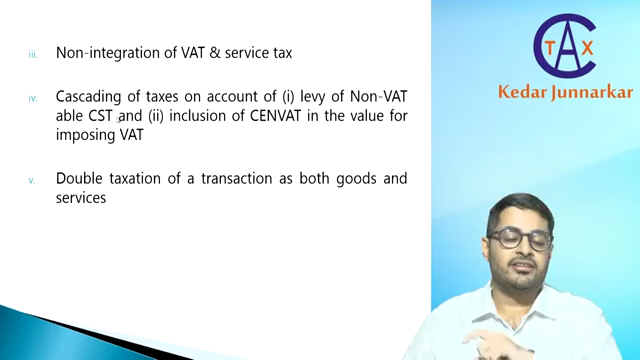 iii. Non-integration of VAT & service tax
iv. Cascading of taxes on account of (i) levy of Non-VAT
able CST and (ii) inclusion of CENVAT in the value for
imposing VAT
v. Double taxation of a transaction as both goods and
services
CA TAX
Kedar Junnarkar